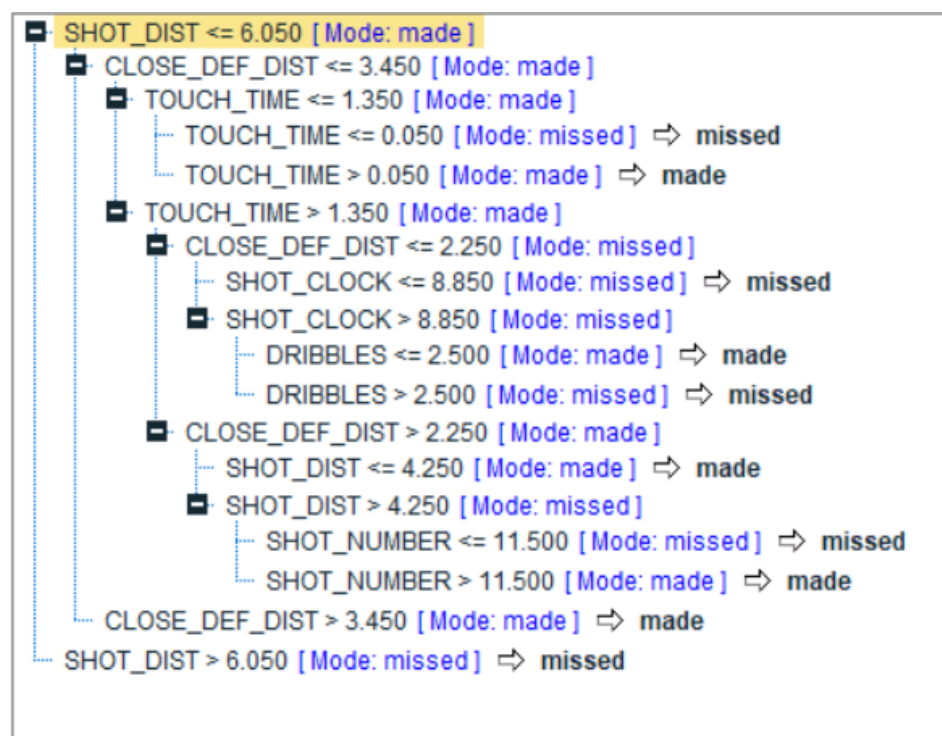 SHOT_DIST <= 6.050 [ Mode: made ]
CLOSE_DEF_DIST <= 3.450 [ Mode: made ]
TOUCH_TIME <= 1.350 [ Mode: made ]
TOUCH_TIME <= 0.050 [ Mode: missed ] ⇨ missed
TOUCH_TIME > 0.050 [ Mode: made ] ⇨ made
TOUCH_TIME > 1.350 [ Mode: made ]
CLOSE_DEF_DIST <= 2.250 [ Mode: missed ]
SHOT_CLOCK <= 8.850 [ Mode: missed ] ⇨ missed
SHOT_CLOCK > 8.850 [ Mode: missed ]
DRIBBLES <= 2.500 [ Mode: made ] ⇨ made
DRIBBLES > 2.500 [ Mode: missed ] ⇨ missed
CLOSE_DEF_DIST > 2.250 [ Mode: made ]
SHOT_DIST <= 4.250 [ Mode: made ] ⇨ made
SHOT_DIST > 4.250 [ Mode: missed ]
SHOT_NUMBER <= 11.500 [ Mode: missed ] ⇨ missed
SHOT_NUMBER > 11.500 [ Mode: made ] ⇨ made
CLOSE_DEF_DIST > 3.450 [ Mode: made ] ⇨ made
SHOT_DIST > 6.050 [ Mode: missed ] ⇨ missed